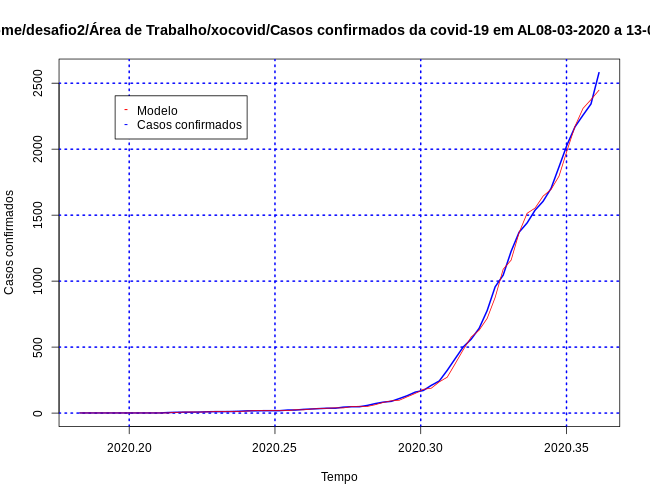 ome/desafio2/Área de Trabalho/xocovid/Casos confirmados da covid-19 em AL08-03-2020 a 13-0
Modelo
Casos confirmados
Casos confirmados
0
500
1000
1500
2000
2500
2020.20
2020.25
2020.30
2020.35
Tempo